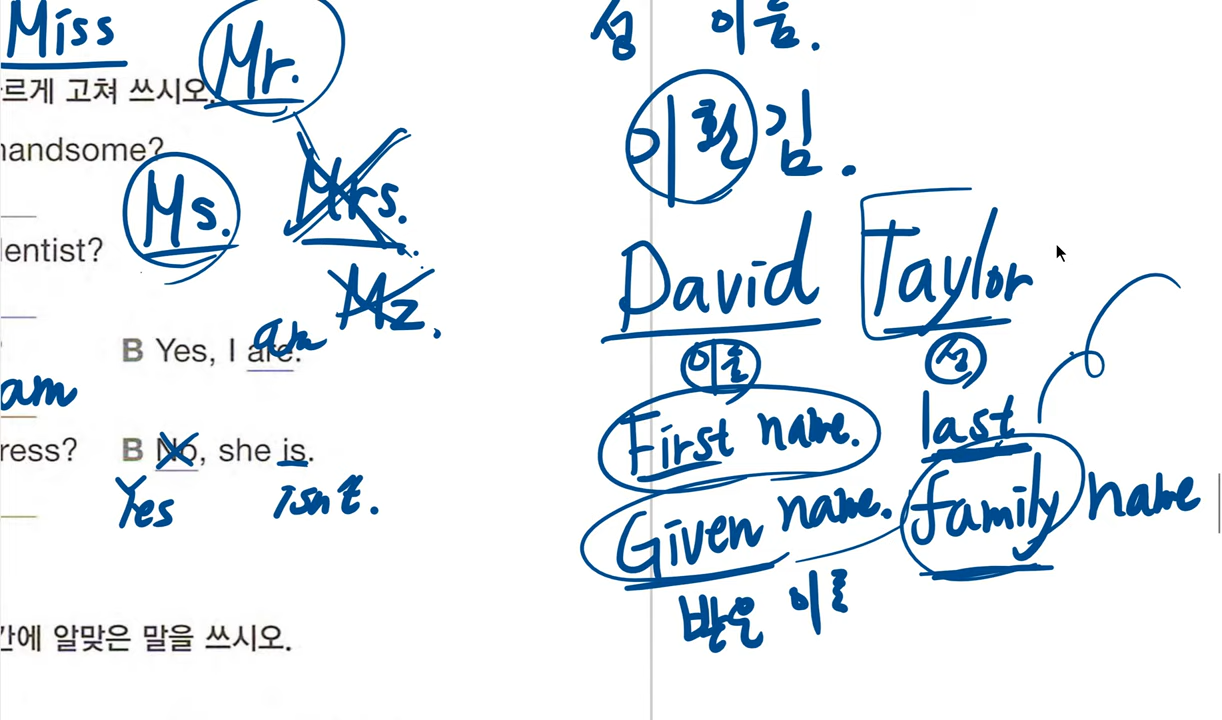 Miss
Mr.
르게 고쳐 쓰시오.
handsome?
Ms.
Mrs.
Mz.
dentist?
B Yes, I are.
am
am
ress? B No, she is.
Yes
isn't.
간에 알맞은 말을 쓰시오.
성 이름.
이환 김.
David Taylor
이름 성
First name. last
Given name. family name
받은 이름